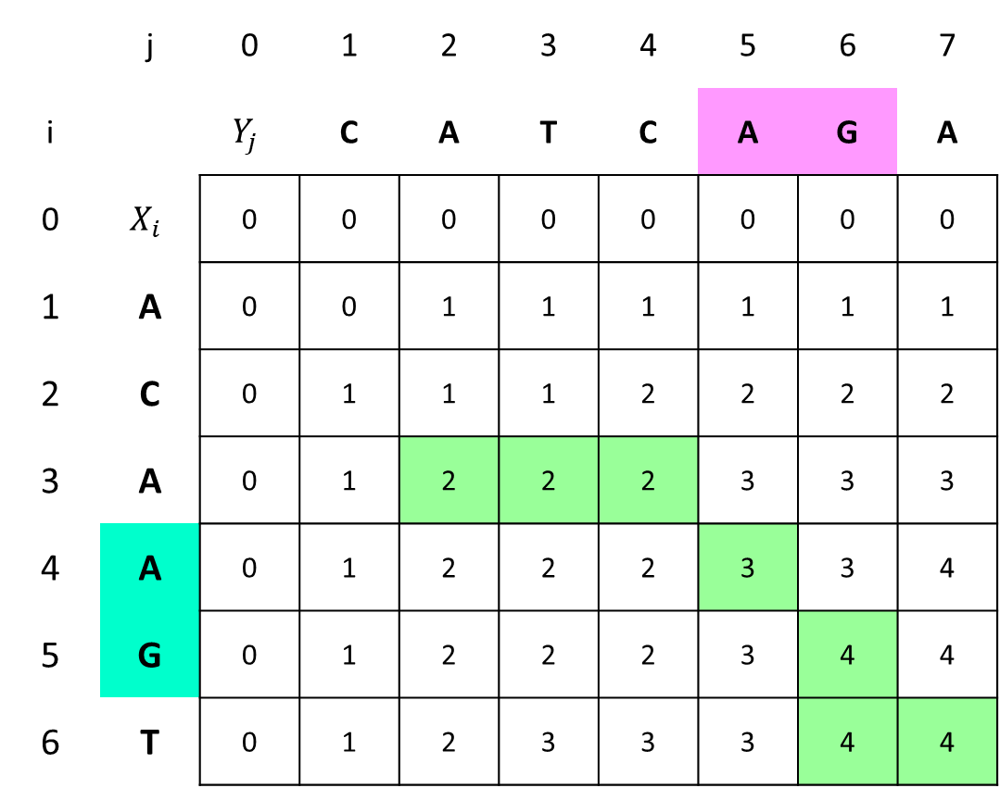 j 0 1 2 3 4 5 6 7
i Yj C A T C A G A
0 Xi 0 0 0 0 0 0 0 0
1 A 0 0 1 1 1 1 1 1
2 C 0 1 1 1 2 2 2 2
3 A 0 1 2 2 2 3 3 3
4 A 0 1 2 2 2 3 3 4
5 G 0 1 2 2 2 3 4 4
6 T 0 1 2 3 3 3 4 4